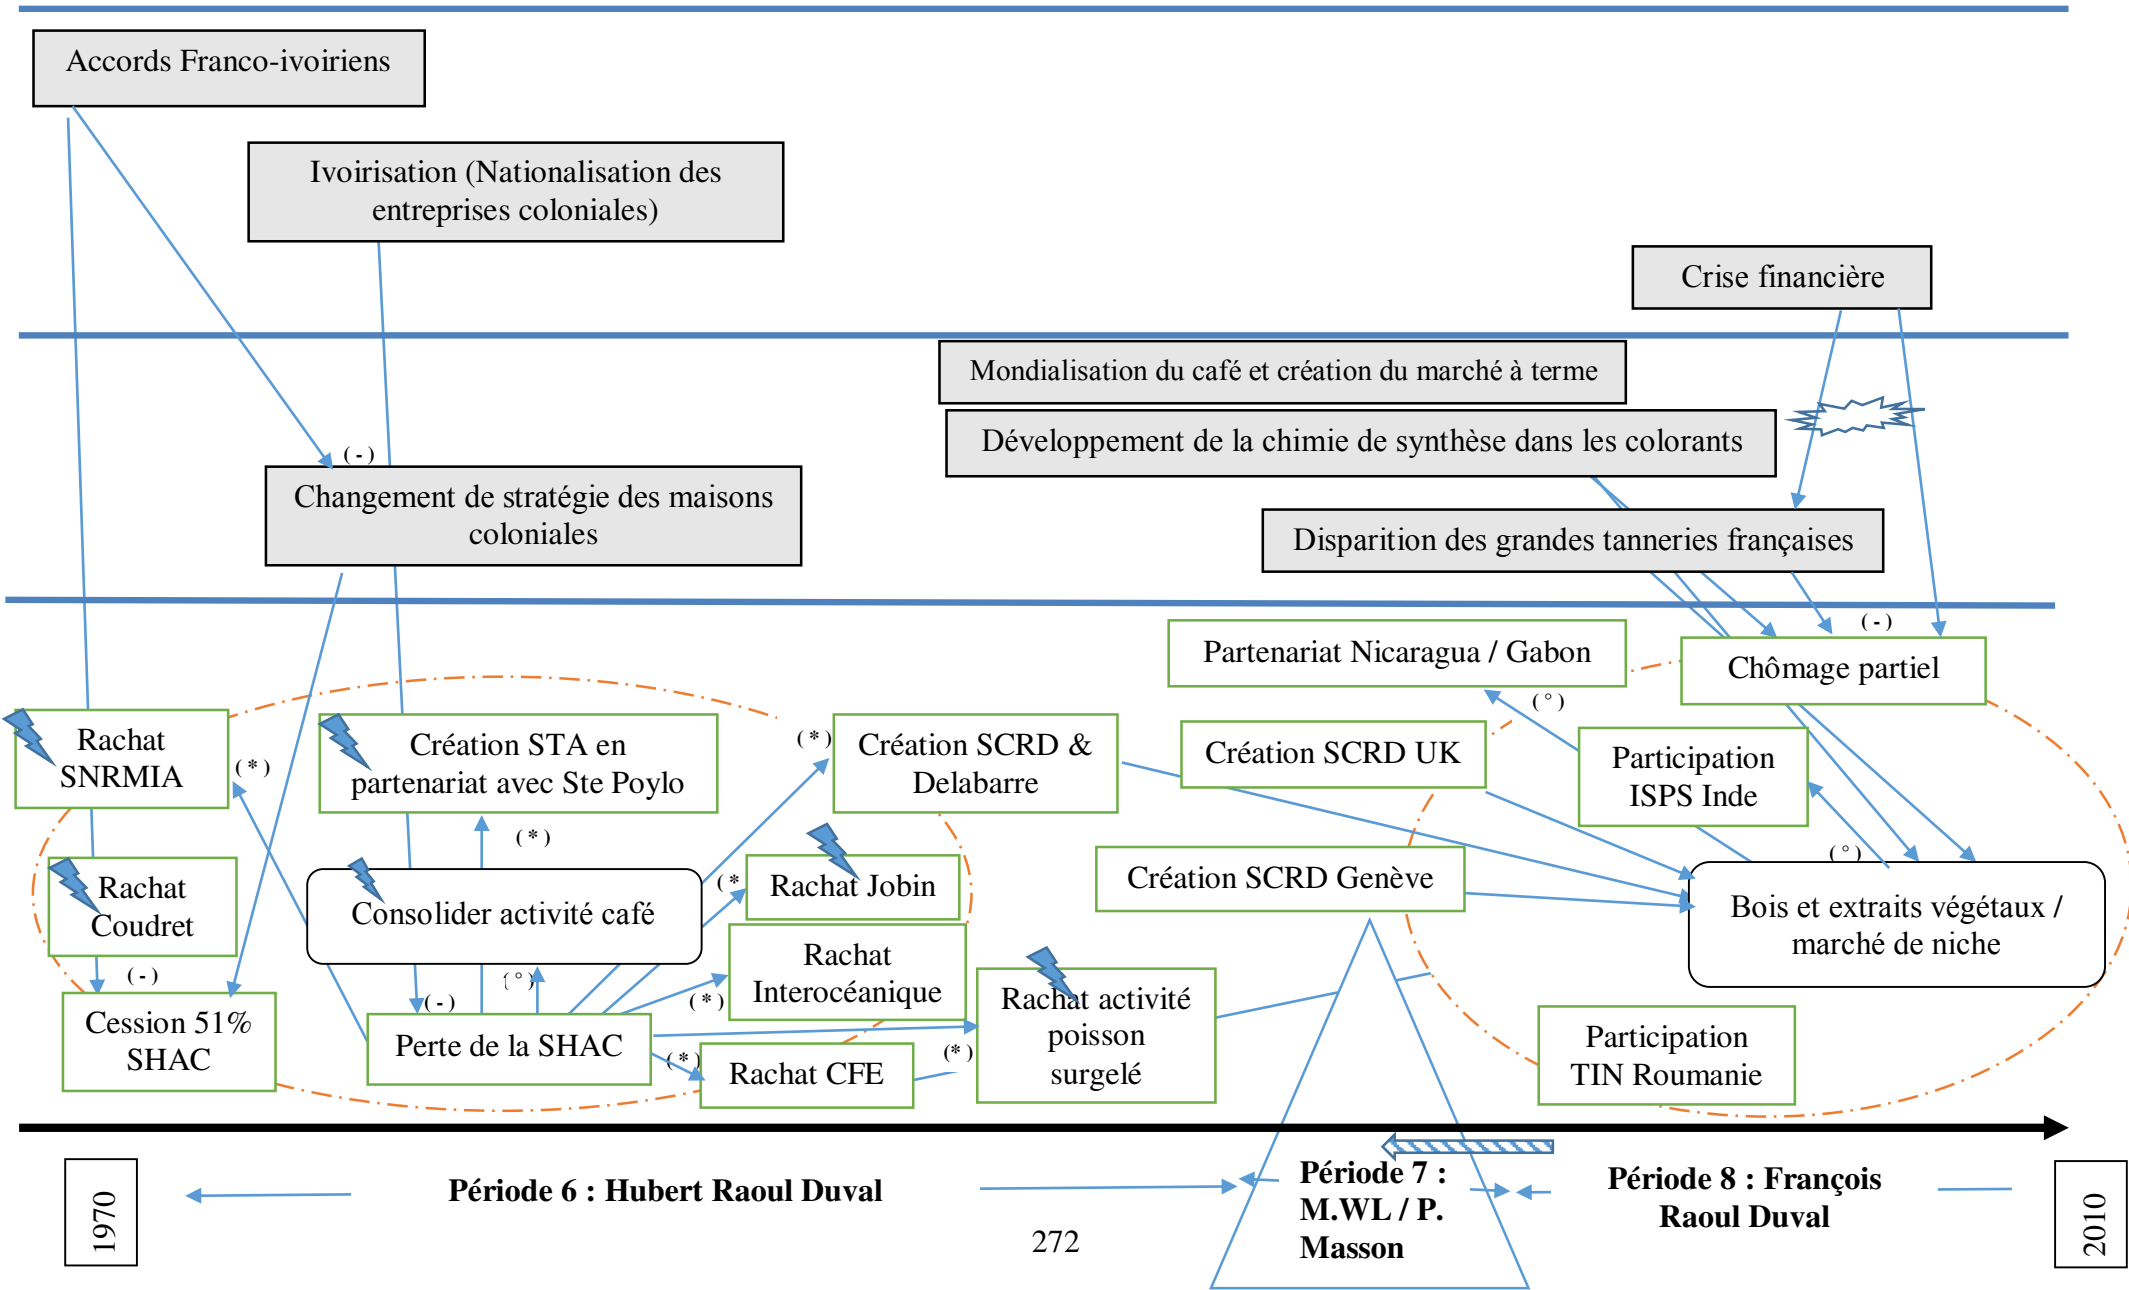 Accords Franco-ivoiriens
Ivoirisation (Nationalisation des
entreprises coloniales)
Crise financière
Mondialisation du café et création du marché à terme
Développement de la chimie de synthèse dans les colorants
( - )
Changement de stratégie des maisons
coloniales
Disparition des grandes tanneries françaises
( - )
Partenariat Nicaragua / Gabon
Chômage partiel
( ° )
Rachat
SNRMIA
( * )
Création STA en
partenariat avec Ste Poylo
( * )
Création SCRD &
Delabarre
Création SCRD UK
Participation
ISPS Inde
( * )
( ° )
Rachat
Coudret
Consolider activité café
( *
Rachat Jobin
Création SCRD Genève
Bois et extraits végétaux /
marché de niche
( - )
( ° )
Rachat
Interocéanique
( * )
( - )
Cession 51%
SHAC
Perte de la SHAC
( * )
Rachat CFE
( * )
Rachat activité
poisson
surgelé
Participation
TIN Roumanie
1970
Période 6 : Hubert Raoul Duval
Période 7 :
M.WL / P.
Masson
Période 8 : François
Raoul Duval
2010
272